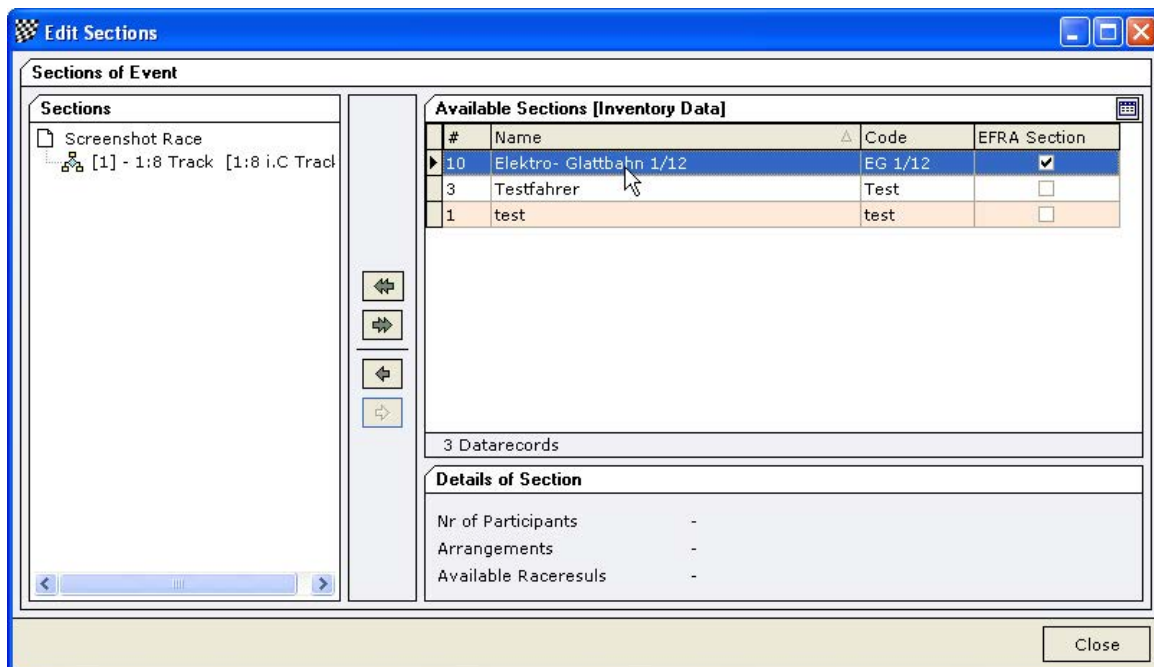 Edit Sections
Sections of Event
Sections
Screenshot Race
[1] - 1:8 Track [1:8 i.C Track
Available Sections [Inventory Data]
# Name Code EFRA Section
10 Elektro- Glattbahn 1/12 EG 1/12
3 Testfahrer Test
1 test test
3 Datarecords
Details of Section
Nr of Participants -
Arrangements -
Available Raceresuls -
Close